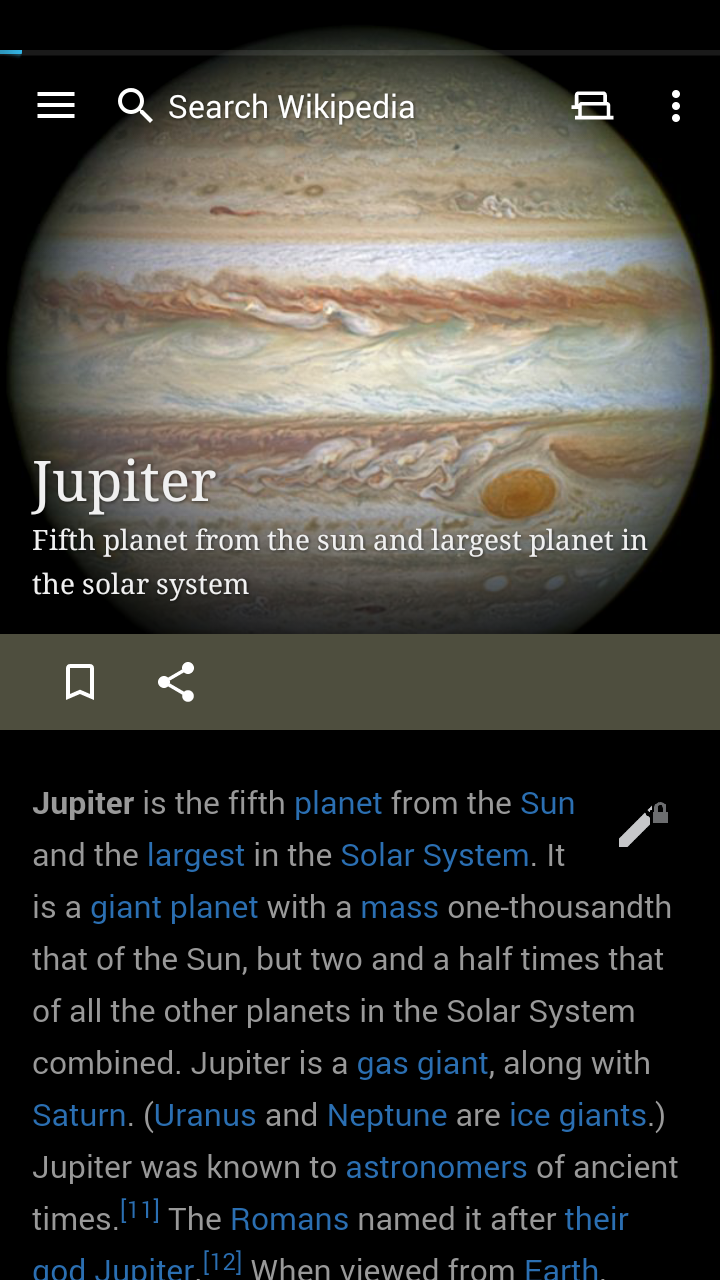 Search Wikipedia
Jupiter
Fifth planet from the sun and largest planet in
the solar system
Jupiter is the fifth planet from the Sun
and the largest in the Solar System. It
is a giant planet with a mass one-thousandth
that of the Sun, but two and a half times that
of all the other planets in the Solar System
combined. Jupiter is a gas giant, along with
Saturn. (Uranus and Neptune are ice giants.)
Jupiter was known to astronomers of ancient
times.[11] The Romans named it after their
god Jupiter.[12] When viewed from Earth,